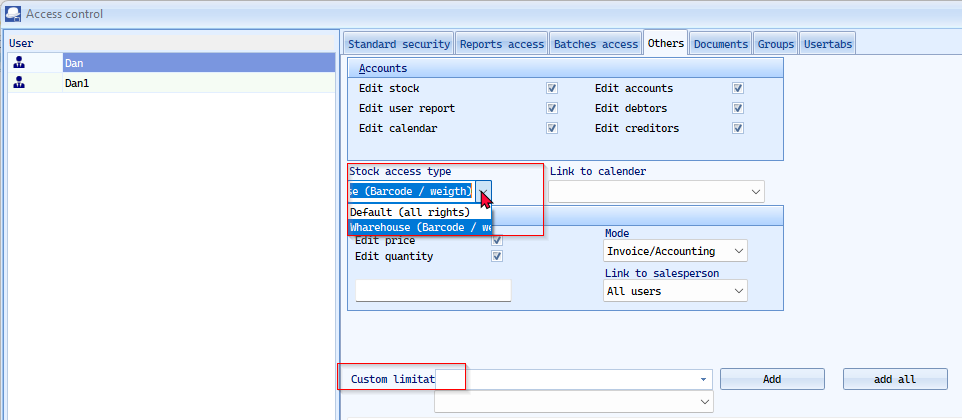 Access control
User
Dan
Dan1
Standard security
Reports access
Batches access
Others
Documents
Groups
Usertabs
Accounts
Edit stock
Edit accounts
Edit user report
Edit debtors
Edit calendar
Edit creditors
Stock access type
Link to calender
(Barcode / weigth)
Default (all rights)
Wharehouse (Barcode /
Edit price
Mode
Edit quantity
Invoice/Accounting
Link to salesperson
All users
Custom limitat
Add
add all